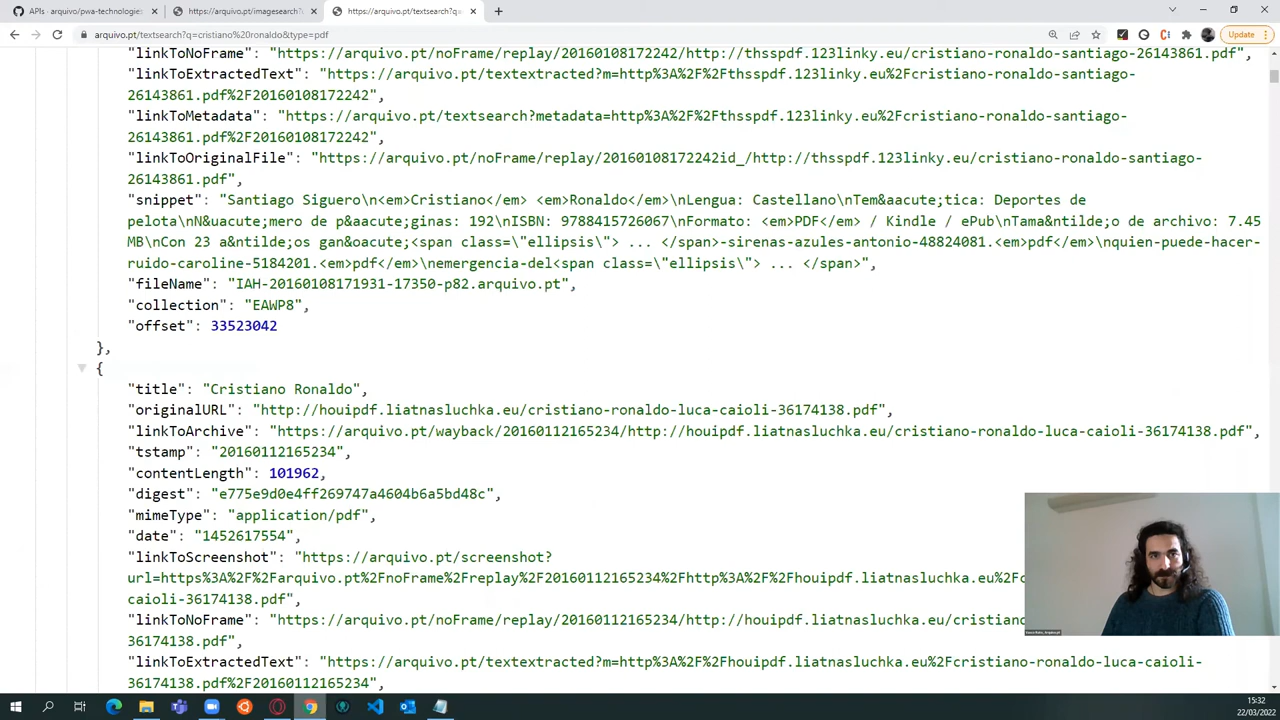 APIs · arquivo/pwa-technologies
https://arquivo.pt/imagesearch?
https://arquivo.pt/textsearch?q=
arquivo.pt/textsearch?q=cristiano%20ronaldo&type=pdf
Update
"linkToNoFrame": "https://arquivo.pt/noFrame/replay/20160108172242/http://thsspdf.123linky.eu/cristiano-ronaldo-santiago-26143861.pdf",
"linkToExtractedText": "https://arquivo.pt/textextracted?m=http%3A%2F%2Fthsspdf.123linky.eu%2Fcristiano-ronaldo-santiago-
26143861.pdf%2F20160108172242",
"linkToMetadata": "https://arquivo.pt/textsearch?metadata=http%3A%2F%2Fthsspdf.123linky.eu%2Fcristiano-ronaldo-santiago-
26143861.pdf%2F20160108172242",
"linkToOriginalFile": "https://arquivo.pt/noFrame/replay/20160108172242id_/http://thsspdf.123linky.eu/cristiano-ronaldo-santiago-
26143861.pdf",
"snippet": "Santiago Siguero\n<em>Cristiano</em> <em>Ronaldo</em>\nLengua: Castellano\nTem&aacute;tica: Deportes de
pelota\nN&uacute;mero de p&aacute;ginas: 192\nISBN: 9788415726067\nFormato: <em>PDF</em> / Kindle / ePub\nTama&ntilde;o de archivo: 7.45
MB\nCon 23 a&ntilde;os gan&oacute;<span class=\"ellipsis\"> ... </span>-sirenas-azules-antonio-48824081.<em>pdf</em>\nquien-puede-hacer-
ruido-caroline-5184201.<em>pdf</em>\nemergencia-del<span class=\"ellipsis\"> ... </span>",
"fileName": "IAH-20160108171931-17350-p82.arquivo.pt",
"collection": "EAWP8",
"offset": 33523042
},
{
"title": "Cristiano Ronaldo",
"originalURL": "http://houipdf.liatnasluchka.eu/cristiano-ronaldo-luca-caioli-36174138.pdf",
"linkToArchive": "https://arquivo.pt/wayback/20160112165234/http://houipdf.liatnasluchka.eu/cristiano-ronaldo-luca-caioli-36174138.pdf",
"tstamp": "20160112165234",
"contentLength": 101962,
"digest": "e775e9d0e4ff269747a4604b6a5bd48c",
"mimeType": "application/pdf",
"date": "1452617554",
"linkToScreenshot": "https://arquivo.pt/screenshot?
url=https%3A%2F%2Farquivo.pt%2FnoFrame%2Freplay%2F20160112165234%2Fhttp%3A%2F%2Fhouipdf.liatnasluchka.eu%2Fc
caioli-36174138.pdf",
"linkToNoFrame": "https://arquivo.pt/noFrame/replay/20160112165234/http://houipdf.liatnasluchka.eu/cristiano
36174138.pdf",
"linkToExtractedText": "https://arquivo.pt/textextracted?m=http%3A%2F%2Fhouipdf.liatnasluchka.eu%2Fcristiano-ronaldo-luca-caioli-
36174138.pdf%2F20160112165234",
15:32
22/03/2022